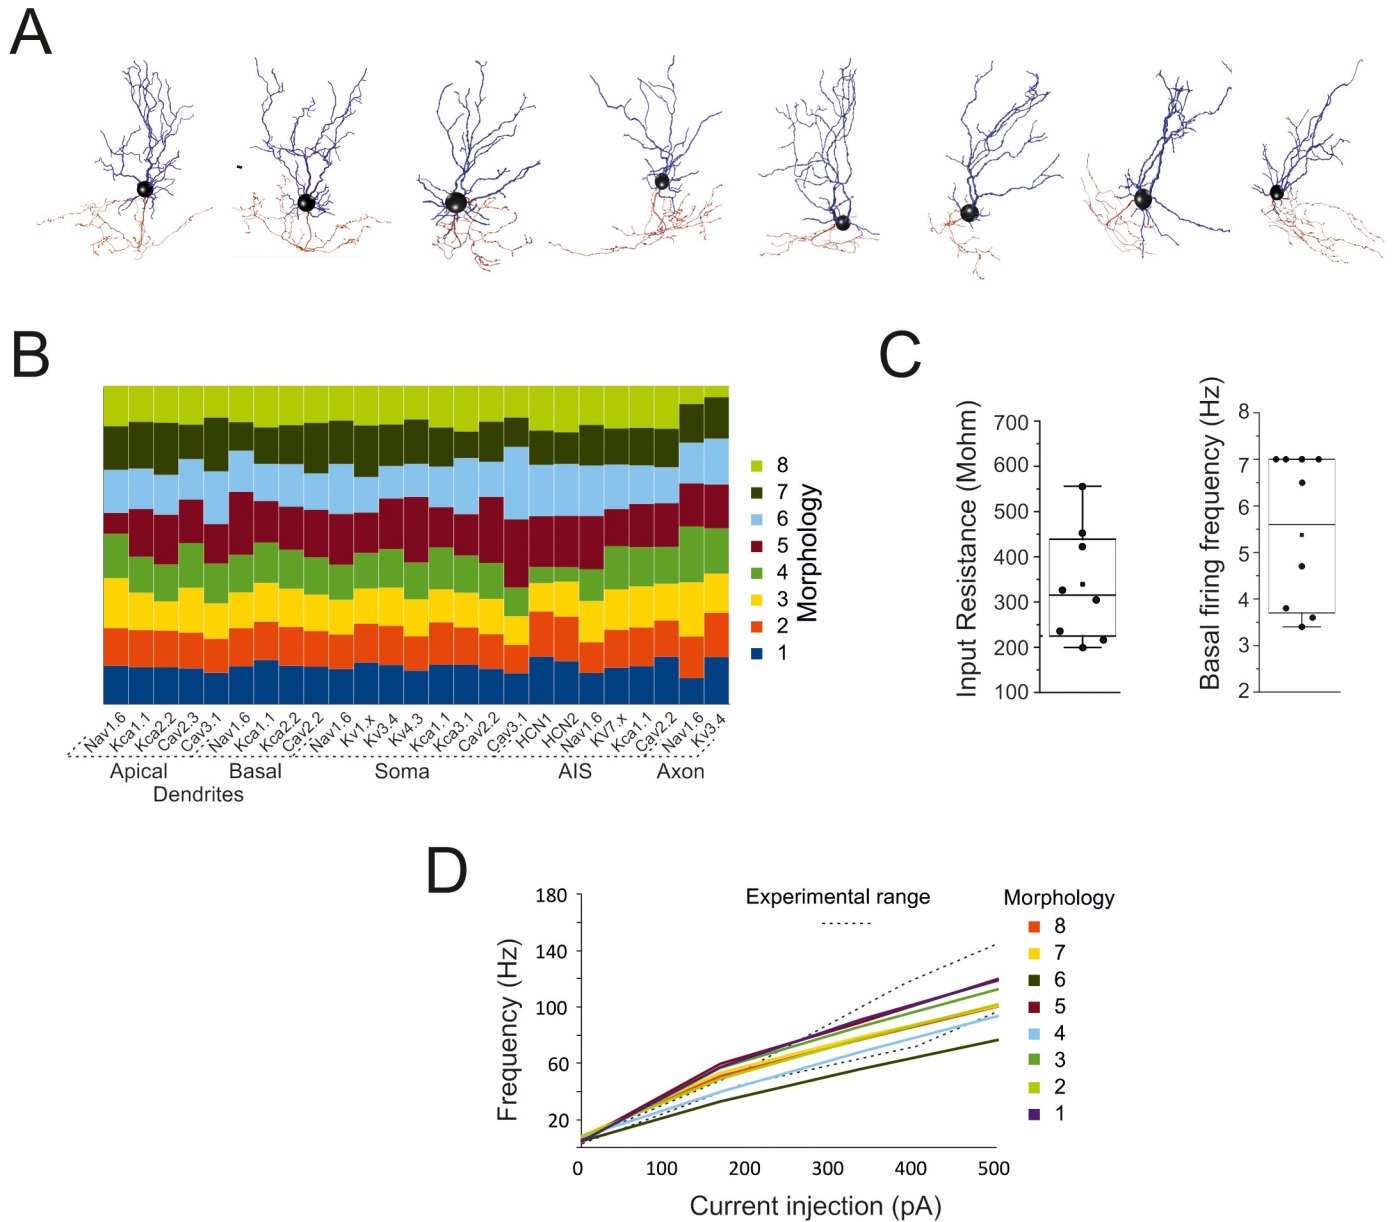 A
B
8
7
6
5
4
3
2
1
Morphology
Nav1.6
Kca1.1
Kca2.2
Cav2.3
Cav3.1
Nav1.6
Kca1.1
Kca2.2
Cav2.2
Nav1.6
Kv1.x
Kv3.4
Kv4.3
Kca1.1
Kca3.1
Cav2.2
Cav3.1
HCN1
HCN2
Nav1.6
KV7.x
Kca1.1
Cav2.2
Nav1.6
Kv3.4
Apical
Basal
Soma
AIS
Axon
Dendrites
C
Input Resistance (Mohm)
700
600
500
400
300
200
100
Basal firing frequency (Hz)
8
7
6
5
4
3
2
D
Frequency (Hz)
180
140
100
60
20
0
100
200
300
400
500
Current injection (pA)
Experimental range
Morphology
8
7
6
5
4
3
2
1